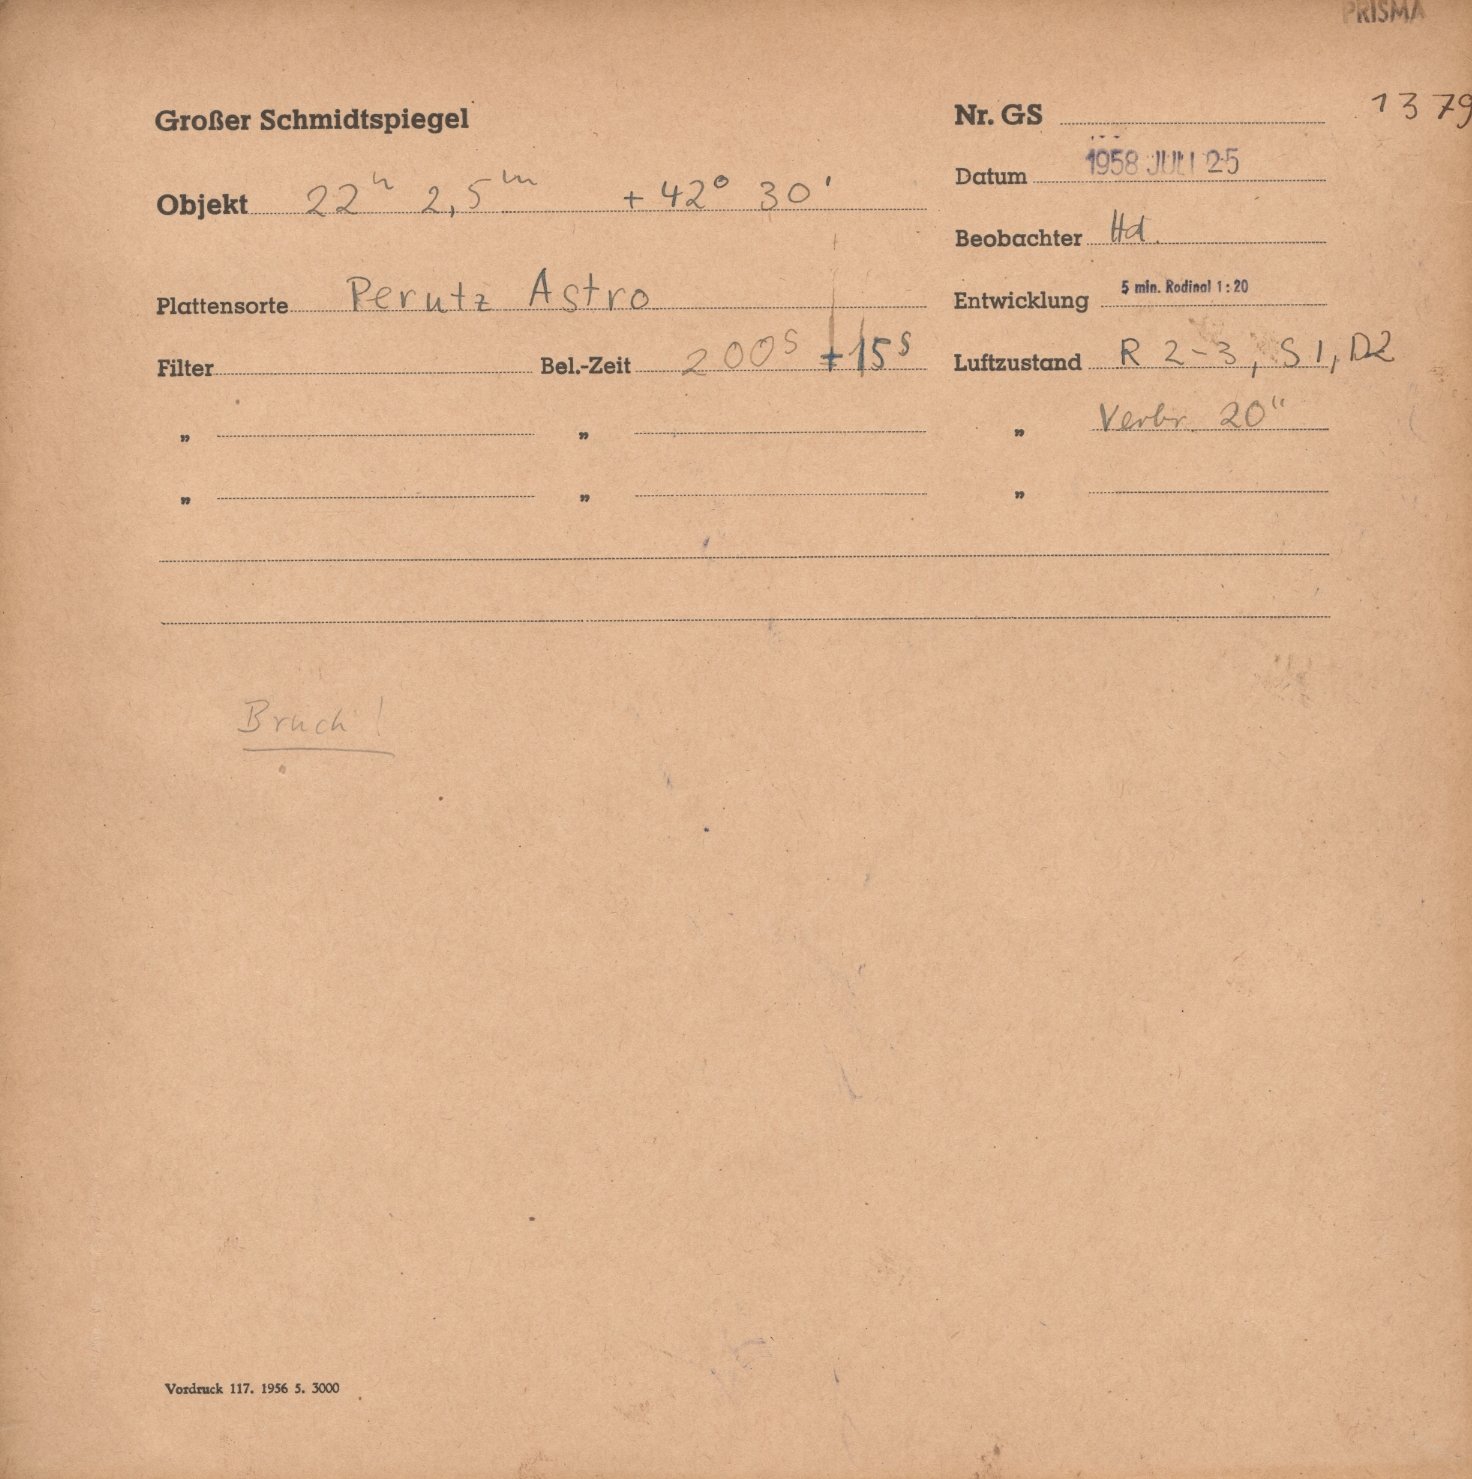 PRISMA
Großer Schmidtspiegel
Nr. GS 1379
Datum 1958 JULI 25
Objekt 22h 2,5m +42° 30'
Beobachter Hd.
Plattensorte Perutz Astro
Entwicklung 5 min. Rodinal 1:20
Filter Bel.-Zeit 200s +15s
Luftzustand R 2-3, S1, D2
„ „ „ Verbr. 20"
„ „ „
Bruch!
Vordruck 117. 1956 5. 3000